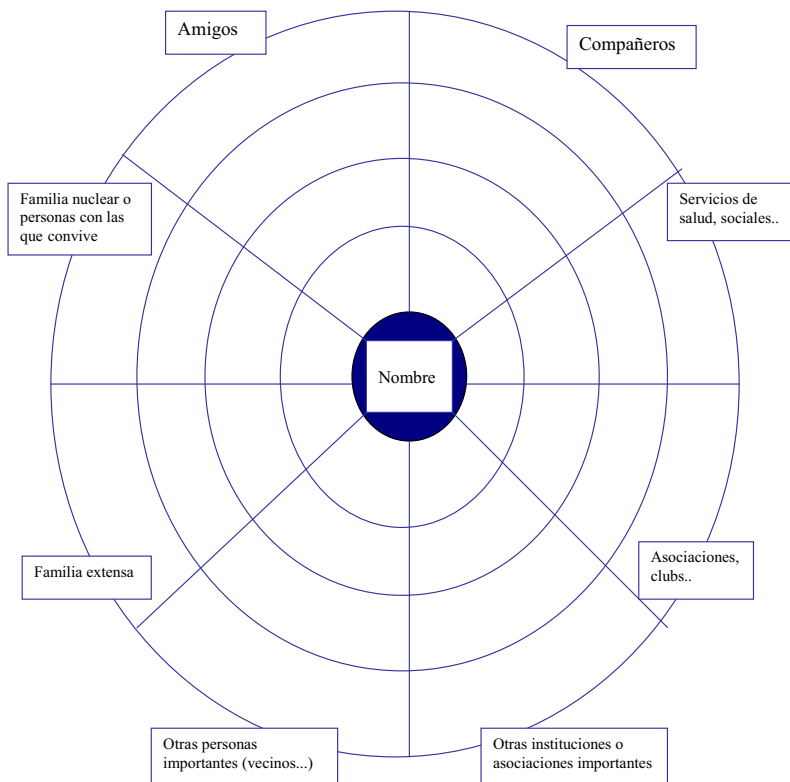 Amigos
Compañeros
Familia nuclear o
personas con las
que convive
Servicios de
salud, sociales..
Nombre
Familia extensa
Asociaciones,
clubs..
Otras personas
importantes (vecinos...)
Otras instituciones o
asociaciones importantes